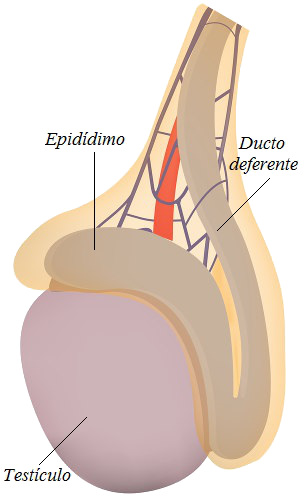 Epidídimo
Ducto
deferente
Testículo